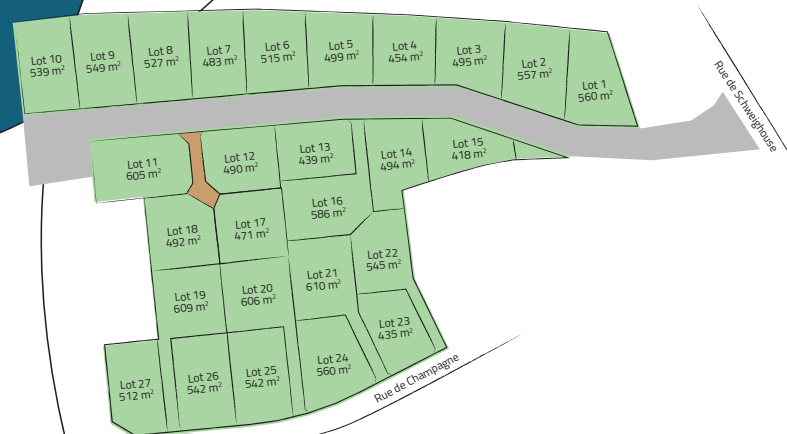 Lot 10
539 m²
Lot 9
549 m²
Lot 8
527 m²
Lot 7
483 m²
Lot 6
515 m²
Lot 5
499 m²
Lot 4
454 m²
Lot 3
495 m²
Lot 2
557 m²
Lot 1
560 m²
Rue de Schweighouse
Lot 11
605 m²
Lot 12
490 m²
Lot 13
439 m²
Lot 14
494 m²
Lot 15
418 m²
Lot 18
492 m²
Lot 17
471 m²
Lot 16
586 m²
Lot 22
545 m²
Lot 19
609 m²
Lot 20
606 m²
Lot 21
610 m²
Lot 23
435 m²
Lot 27
512 m²
Lot 26
542 m²
Lot 25
542 m²
Lot 24
560 m²
Rue de Champagne